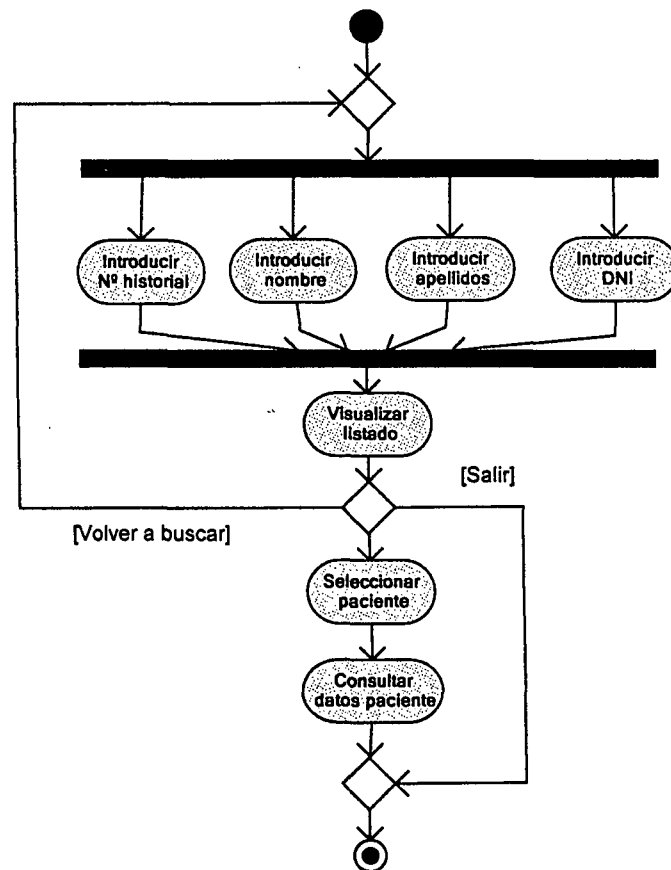 Introducir
Nº historial
Introducir
nombre
Introducir
apellidos
Introducir
DNI
Visualizar
listado
[Salir]
[Volver a buscar]
Seleccionar
paciente
Consultar
datos paciente